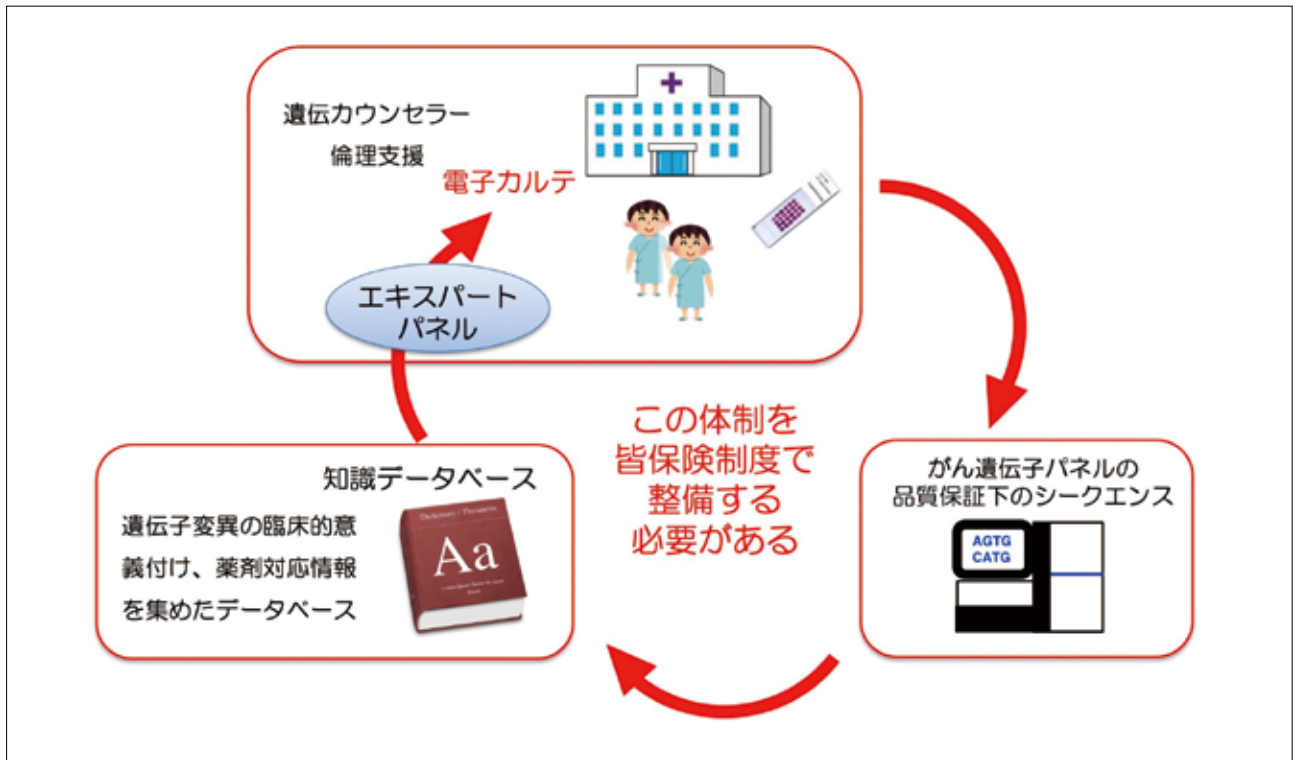 遺伝カウンセラー
倫理支援
電子カルテ
エキスパート
パネル
この体制を
皆保険制度で
整備する
必要がある
がん遺伝子パネルの
品質保証下のシークエンス
AGTG
CATG
知識データベース
遺伝子変異の臨床的意
義付け、薬剤対応情報
を集めたデータベース
Dictionary / Thesaurus
Aa